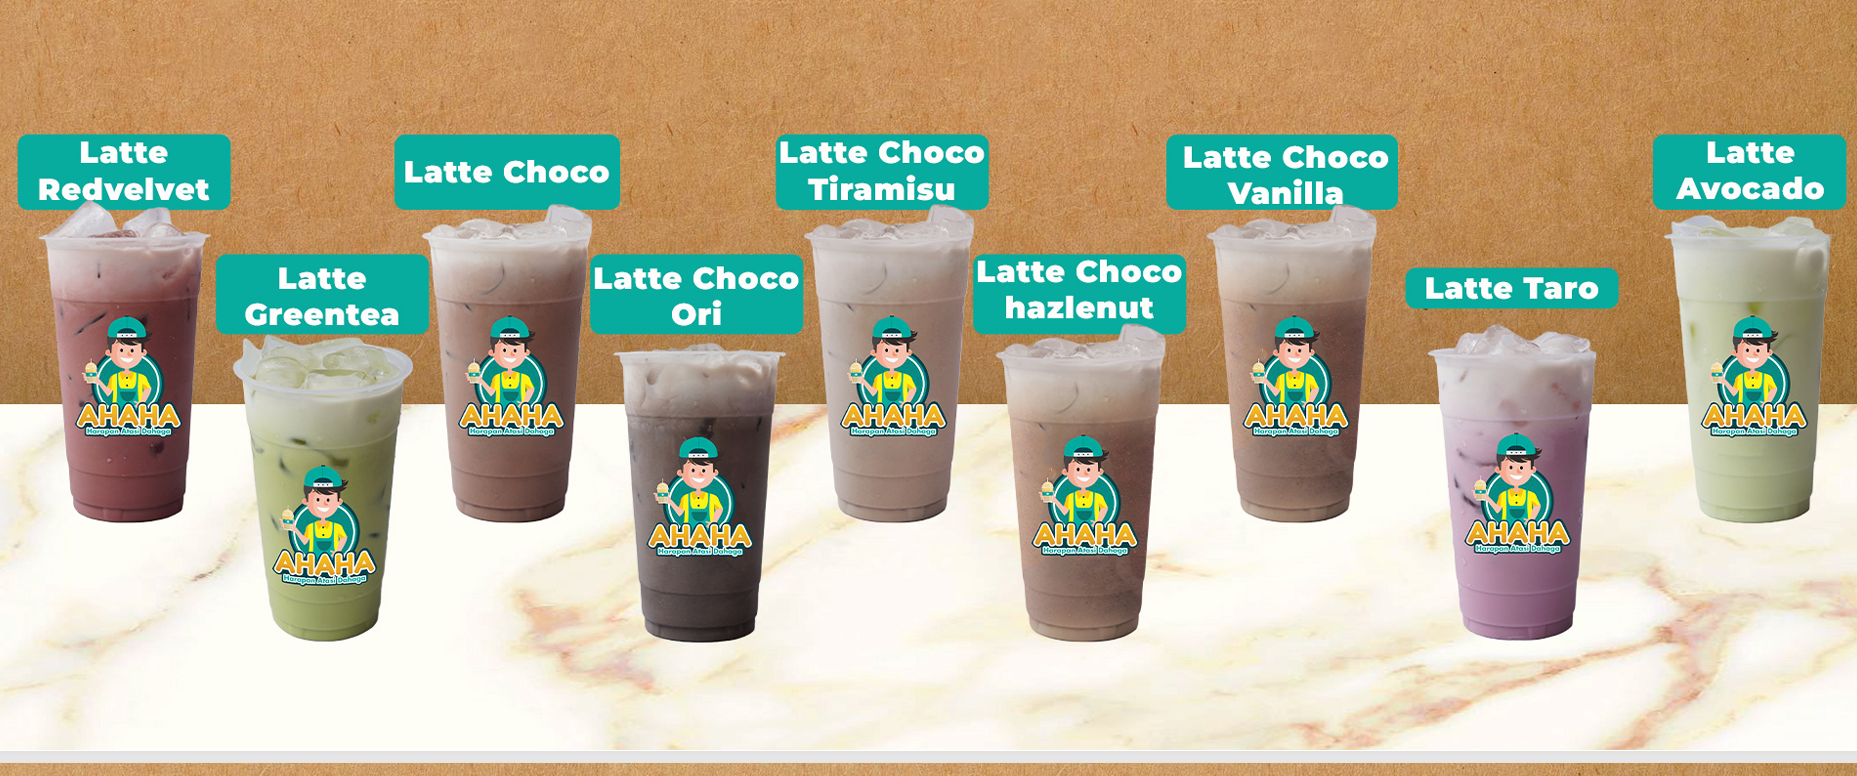 Latte
Redvelvet
Latte
Greentea
Latte Choco
Latte Choco
Ori
Latte Choco
Tiramisu
Latte Choco
hazlenut
Latte Choco
Vanilla
Latte Taro
Latte
Avocado
AHAHA
Harapan Atasi Dahaga
AHAHA
Harapan Atasi Dahaga
AHAHA
Harapan Atasi Dahaga
AHAHA
Harapan Atasi Dahaga
AHAHA
Harapan Atasi Dahaga
AHAHA
Harapan Atasi Dahaga
AHAHA
Harapan Atasi Dahaga
AHAHA
Harapan Atasi Dahaga
AHAHA
Harapan Atasi Dahaga